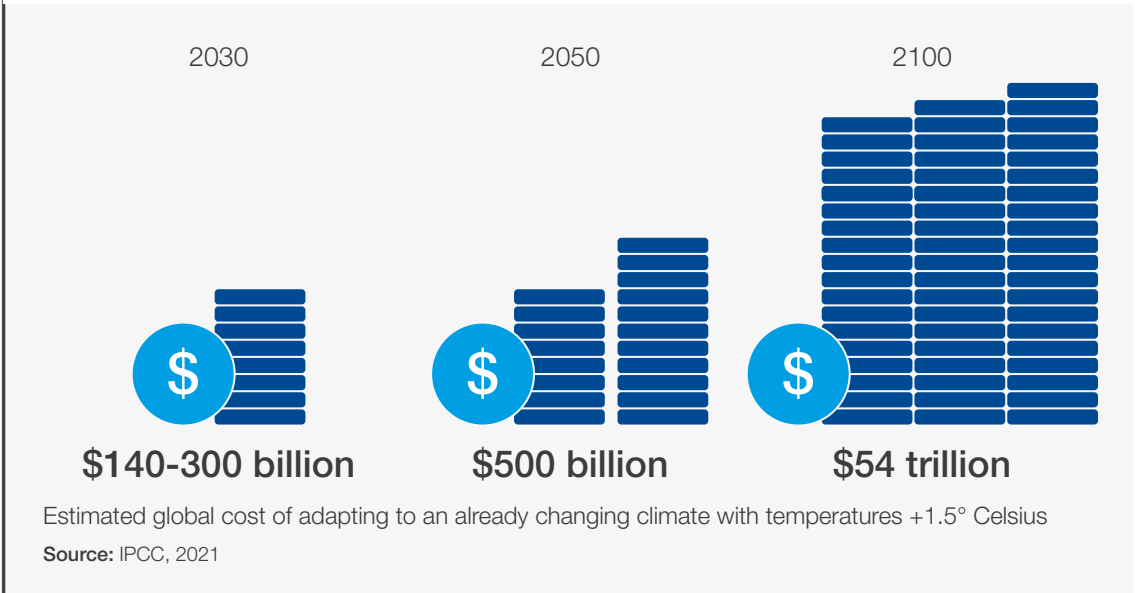 2030
2050
2100
$
$
$
$140-300 billion
$500 billion
$54 trillion
Estimated global cost of adapting to an already changing climate with temperatures +1.5° Celsius
Source: IPCC, 2021